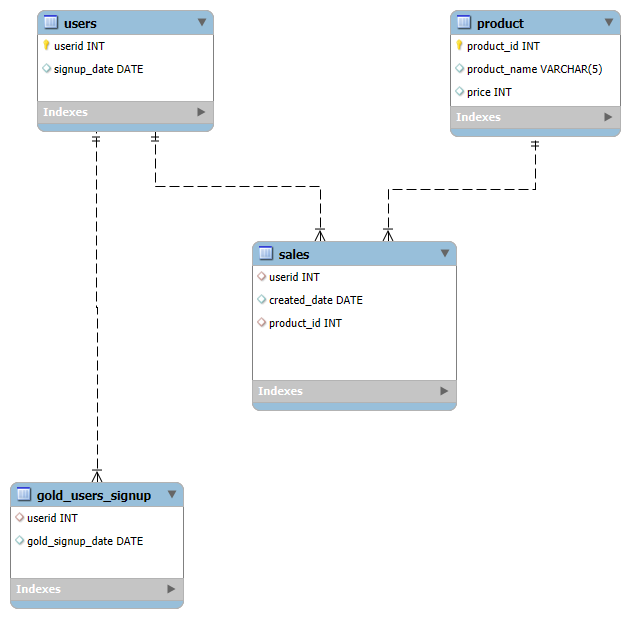 users
userid INT
signup_date DATE
Indexes
product
product_id INT
product_name VARCHAR(5)
price INT
Indexes
sales
userid INT
created_date DATE
product_id INT
Indexes
gold_users_signup
userid INT
gold_signup_date DATE
Indexes